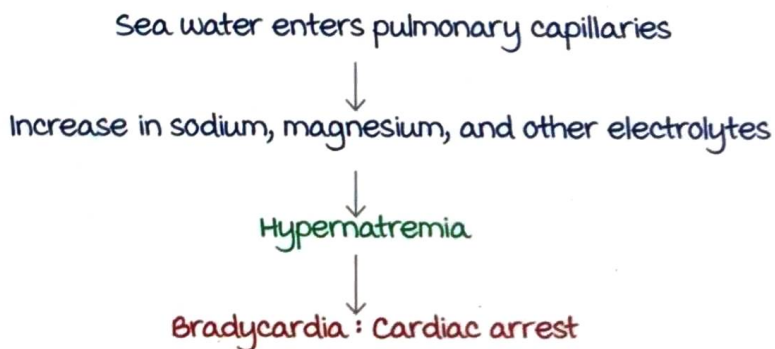 Sea water enters pulmonary capillaries
Increase in sodium, magnesium, and other electrolytes
Hypernatremia
Bradycardia : Cardiac arrest